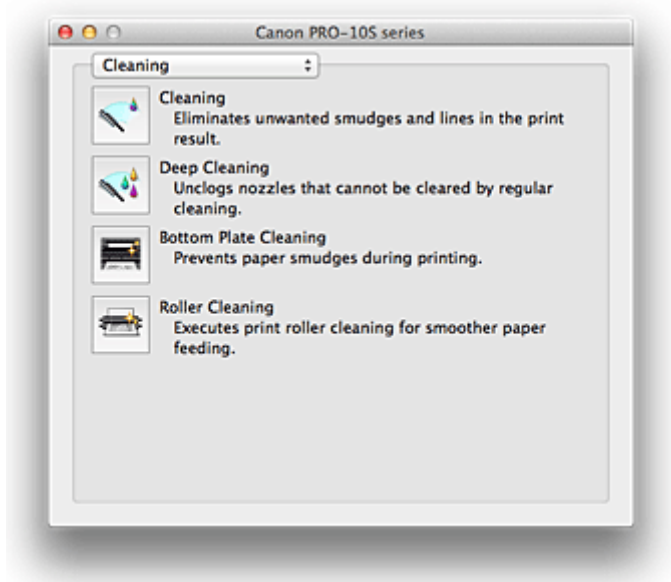 Canon PRO-10S series
Cleaning
Cleaning
Eliminates unwanted smudges and lines in the print
result.
Deep Cleaning
Unclogs nozzles that cannot be cleared by regular
cleaning.
Bottom Plate Cleaning
Prevents paper smudges during printing.
Roller Cleaning
Executes print roller cleaning for smoother paper
feeding.